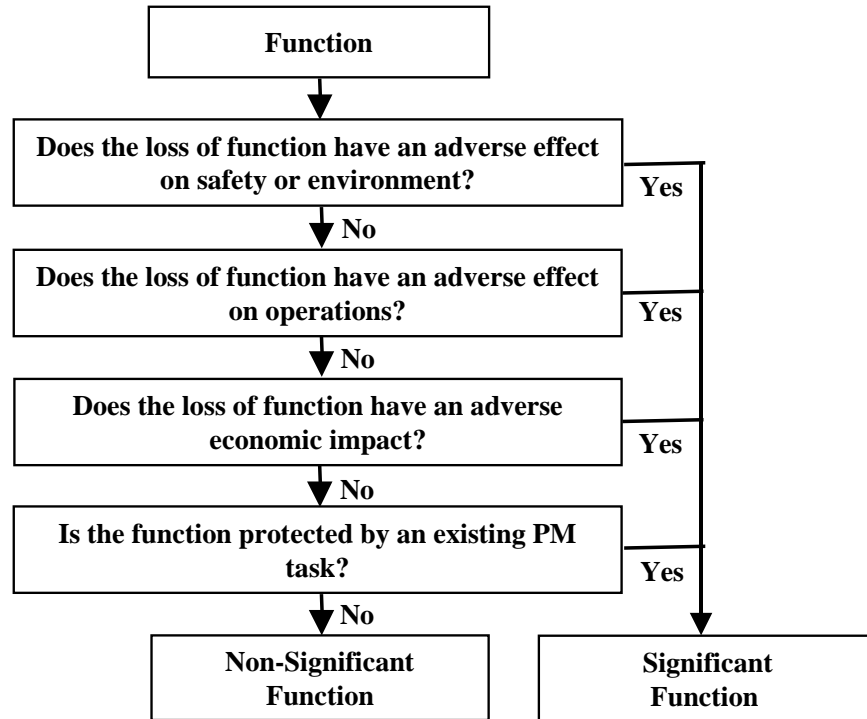 Function
Does the loss of function have an adverse effect
on safety or environment?
Yes
No
Does the loss of function have an adverse effect
on operations?
Yes
No
Does the loss of function have an adverse
economic impact?
Yes
No
Is the function protected by an existing PM
task?
Yes
No
Non-Significant
Function
Significant
Function